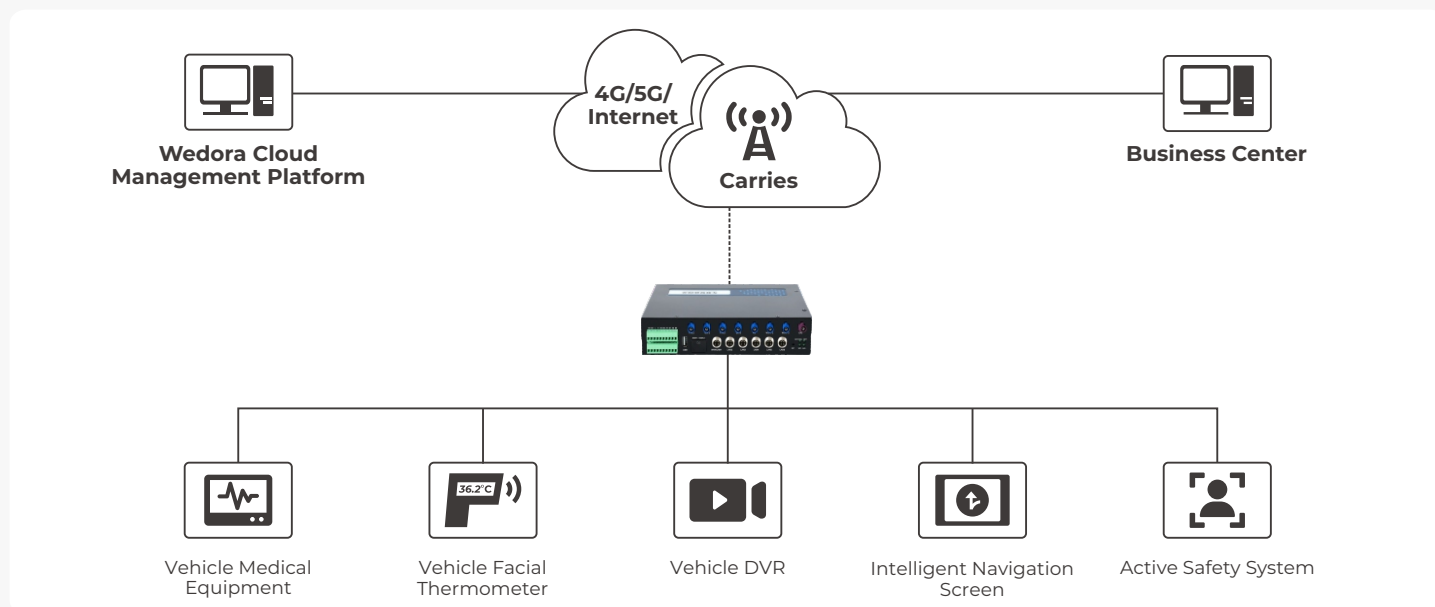 4G/5G/
Internet
Carries
Wedora Cloud
Management Platform
Business Center
36.2°C
Vehicle Medical
Equipment
Vehicle Facial
Thermometer
Vehicle DVR
Intelligent Navigation
Screen
Active Safety System